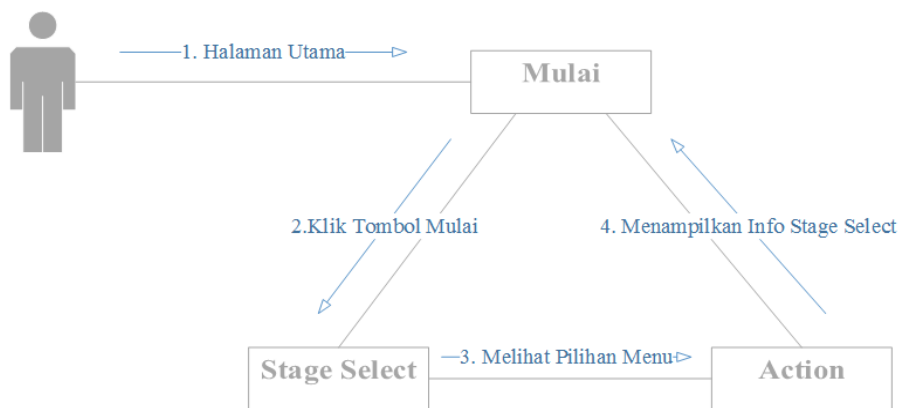 1. Halaman Utama
Mulai
2.Klik Tombol Mulai
4. Menampilkan Info Stage Select
Stage Select
3. Melihat Pilihan Menu
Action